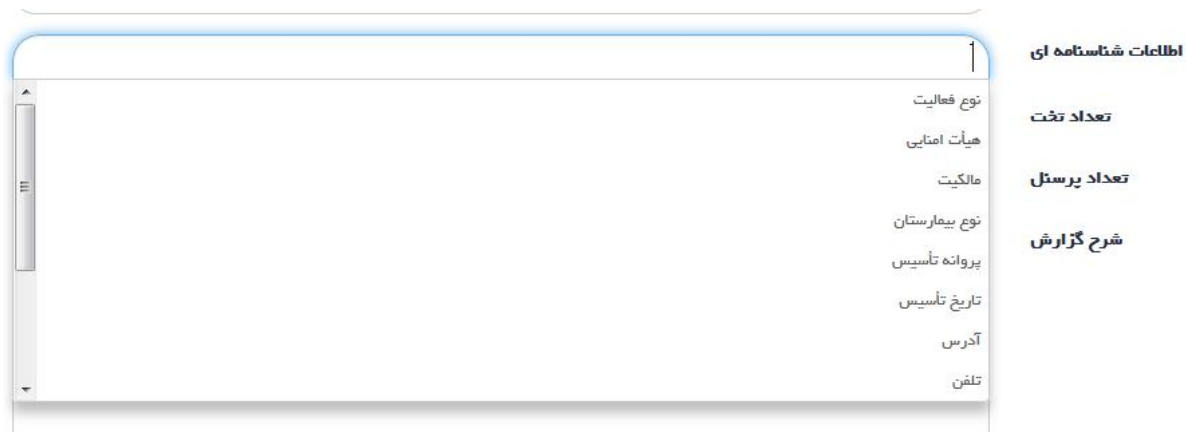 اطلاعات شناسنامه ای
نوع فعالیت
هیأت امنایی
مالکیت
نوع بیمارستان
پروانه تأسیس
تاریخ تأسیس
آدرس
تلفن
تعداد تخت
تعداد پرسنل
شرح گزارش